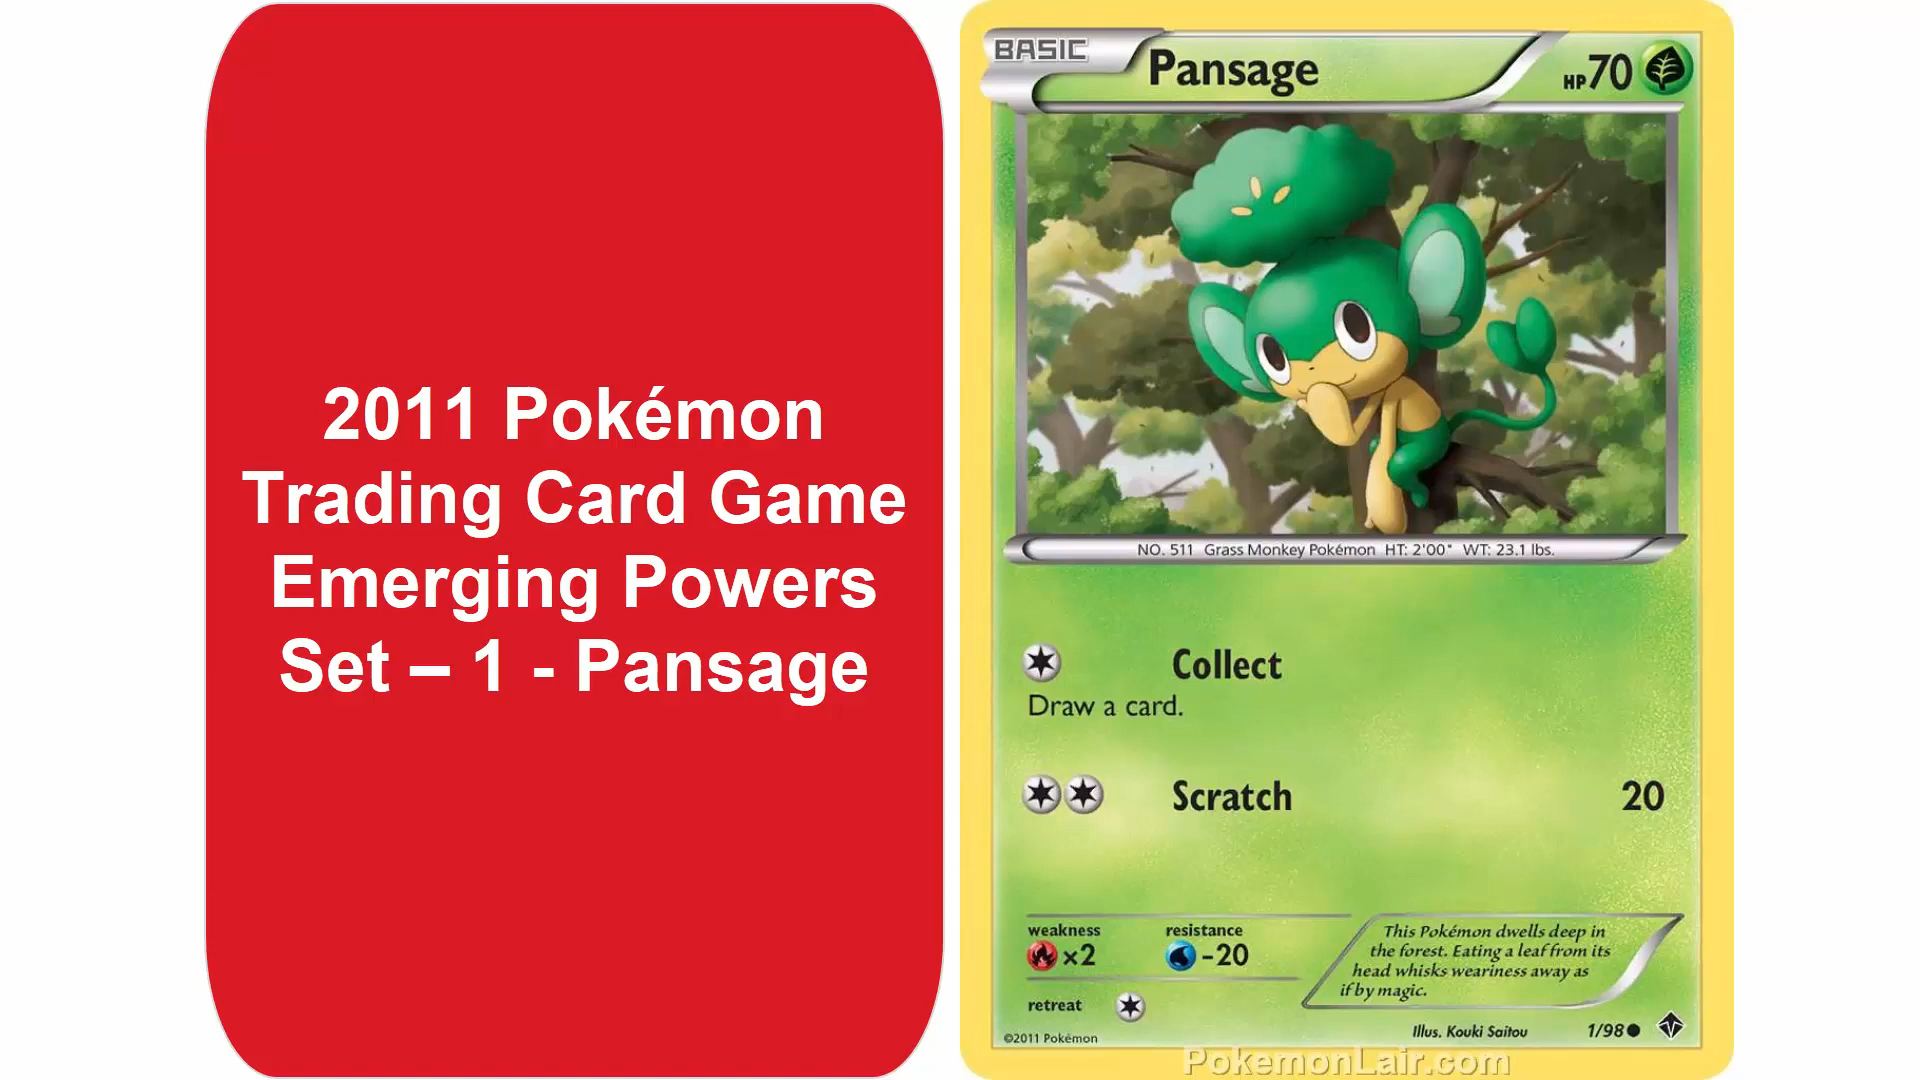 2011 Pokémon
Trading Card Game
Emerging Powers
Set – 1 - Pansage
BASIC
Pansage
HP70
NO. 511 Grass Monkey Pokémon HT: 2'00" WT: 23.1 lbs.
Collect
Draw a card.
Scratch 20
weakness resistance
×2 -20
This Pokémon dwells deep in
the forest. Eating a leaf from its
head whisks weariness away as
if by magic.
retreat
©2011 Pokémon
Illus. Kouki Saitou
1/98
PokemonLair.com